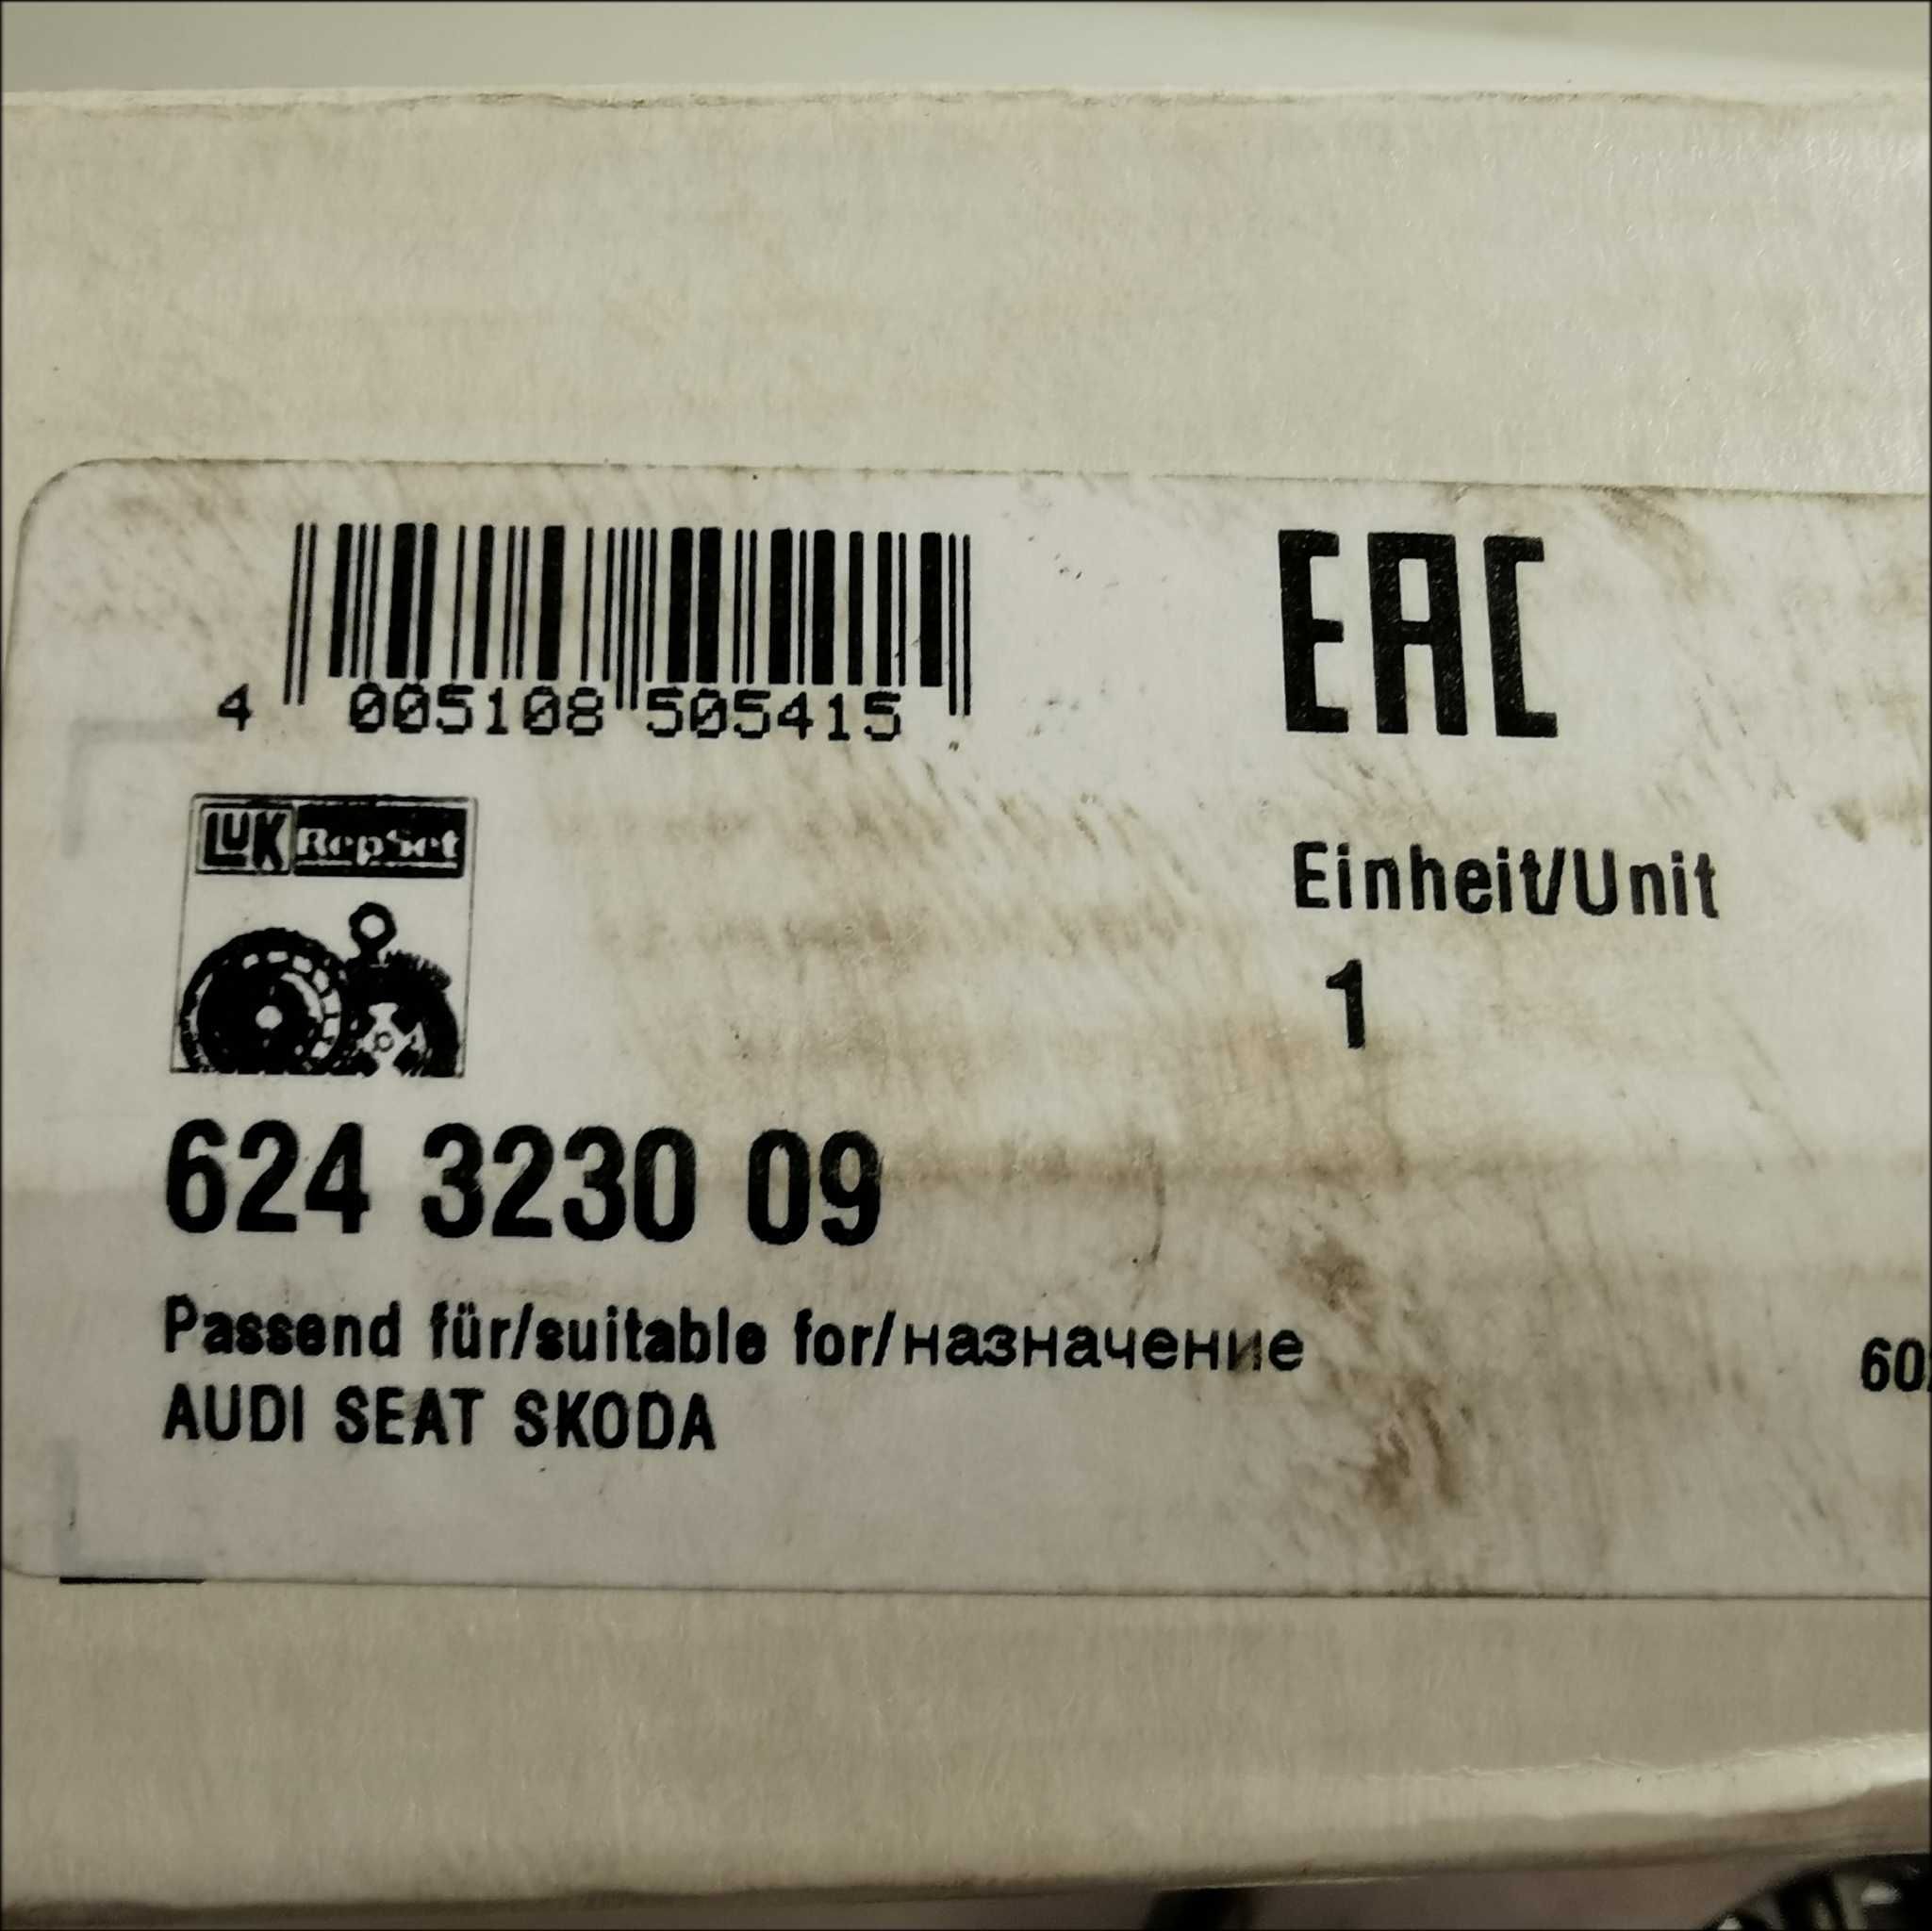 4 005108 505415
EAC
LuK RepSet
Einheit/Unit
1
624 3230 09
Passend für/suitable for/назначение
AUDI SEAT SKODA
60